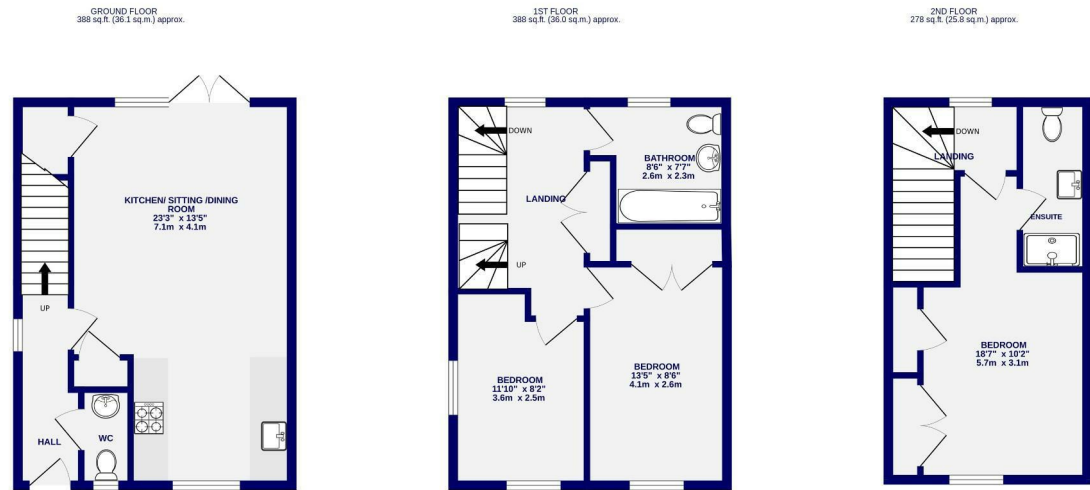 GROUND FLOOR
388 sq.ft. (36.1 sq.m.) approx.
KITCHEN/ SITTING /DINING
ROOM
23'3" x 13'5"
7.1m x 4.1m
UP
HALL
WC
1ST FLOOR
388 sq.ft. (36.0 sq.m.) approx.
DOWN
BATHROOM
8'6" x 7'7"
2.6m x 2.3m
LANDING
UP
BEDROOM
11'10" x 8'2"
3.6m x 2.5m
BEDROOM
13'5" x 8'6"
4.1m x 2.6m
2ND FLOOR
278 sq.ft. (25.8 sq.m.) approx.
DOWN
LANDING
ENSUITE
BEDROOM
18'7" x 10'2"
5.7m x 3.1m